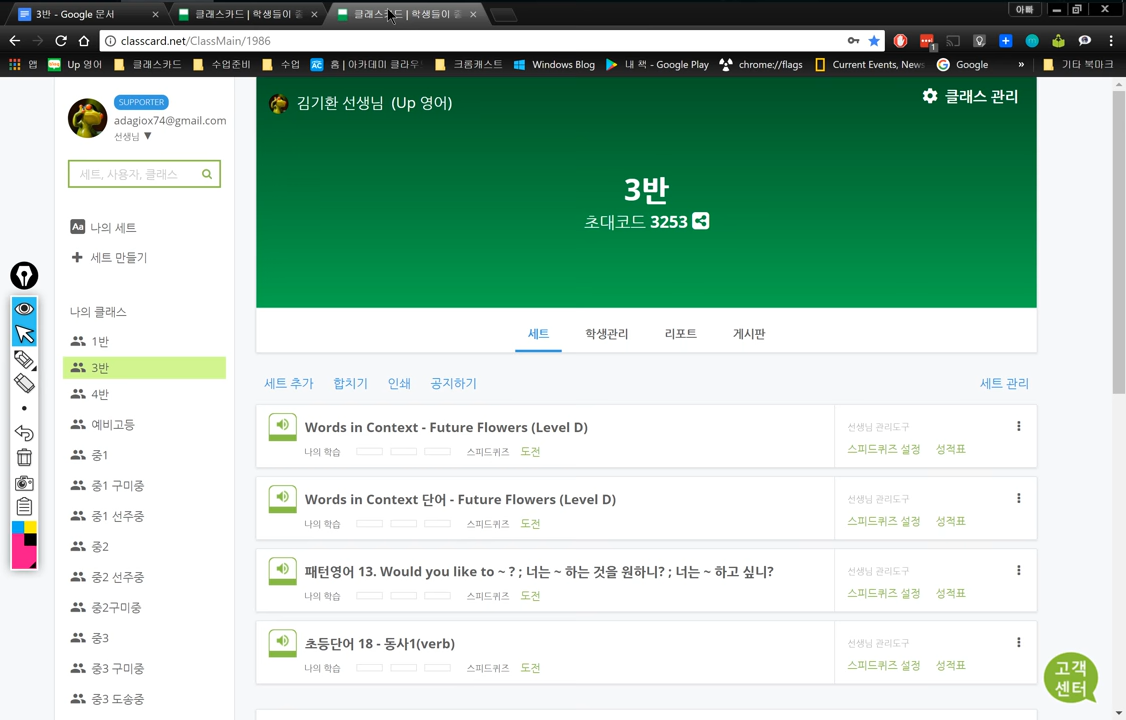 3반 - Google 문서
클래스카드 | 학생들이 좋
클래스카드 | 학생들이 좋
아빠
classcard.net/ClassMain/1986
1
앱
Up 영어
클래스카드
수업준비
수업
홈 | 아카데미 클라우
크롬캐스트
Windows Blog
내 책 - Google Play
chrome://flags
Current Events, News
Google
»
기타 북마크
SUPPORTER
adagiox74@gmail.com
선생님 ▼
세트, 사용자, 클래스
Aa 나의 세트
세트 만들기
나의 클래스
1반
3반
4반
예비고등
중1
중1 구미중
중1 선주중
중2
중2 선주중
중2구미중
중3
중3 구미중
중3 도송중
김기환 선생님 (Up 영어)
클래스 관리
3반
초대코드 3253
세트 학생관리 리포트 게시판
세트 추가 합치기 인쇄 공지하기 세트 관리
Words in Context - Future Flowers (Level D)
나의 학습 스피드퀴즈 도전
선생님 관리도구
스피드퀴즈 설정 성적표
Words in Context 단어 - Future Flowers (Level D)
나의 학습 스피드퀴즈 도전
선생님 관리도구
스피드퀴즈 설정 성적표
패턴영어 13. Would you like to ~ ? ; 너는 ~ 하는 것을 원하니? ; 너는 ~ 하고 싶니?
나의 학습 스피드퀴즈 도전
선생님 관리도구
스피드퀴즈 설정 성적표
초등단어 18 - 동사1(verb)
나의 학습 스피드퀴즈 도전
선생님 관리도구
스피드퀴즈 설정 성적표
고객
센터